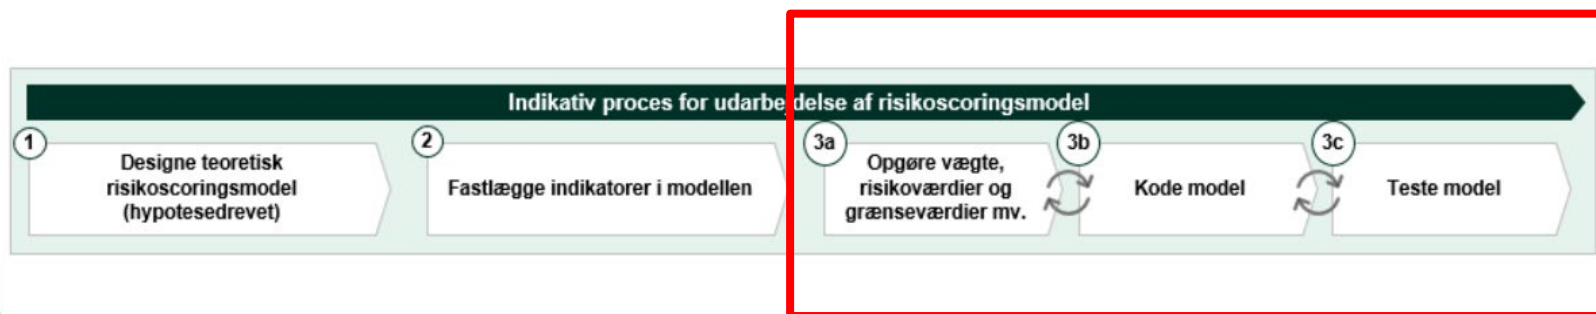 Indikativ proces for udarbejdelse af risikoscoringsmodel
1
Designe teoretisk
risikoscoringsmodel
(hypotesedrevet)
2
Fastlægge indikatorer i modellen
3a
Opgøre vægte,
risikoværdier og
grænseværdier mv.
3b
Kode model
3c
Teste model